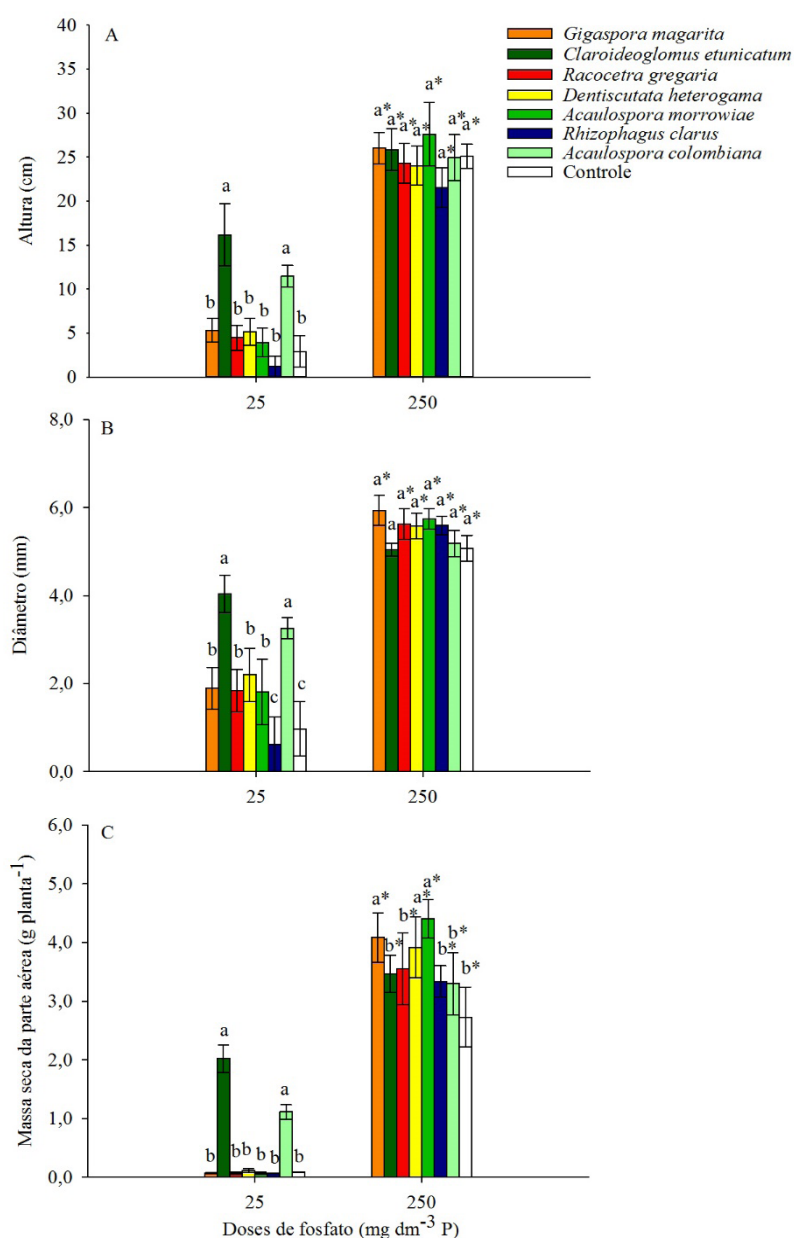 A
Gigaspora magarita
Claroideoglomus etunicatum
Racocetra gregaria
Dentiscutata heterogama
Acaulospora morrowiae
Rhizophagus clarus
Acaulospora colombiana
Controle
Altura (cm)
40
35
30
25
20
15
10
5
0
b a b b b b a b
a* a* a* a* a* a* a* a*
25 250
B
Diâmetro (mm)
8,0
6,0
4,0
2,0
0,0
b a b b b c a c
a* a a* a* a* a* a* a*
25 250
C
Massa seca da parte aérea (g planta⁻¹)
6,0
5,0
4,0
3,0
2,0
1,0
0,0
b a b b b b a b
a* b* b* a* a* b* b* b*
25 250
Doses de fosfato (mg dm⁻³ P)